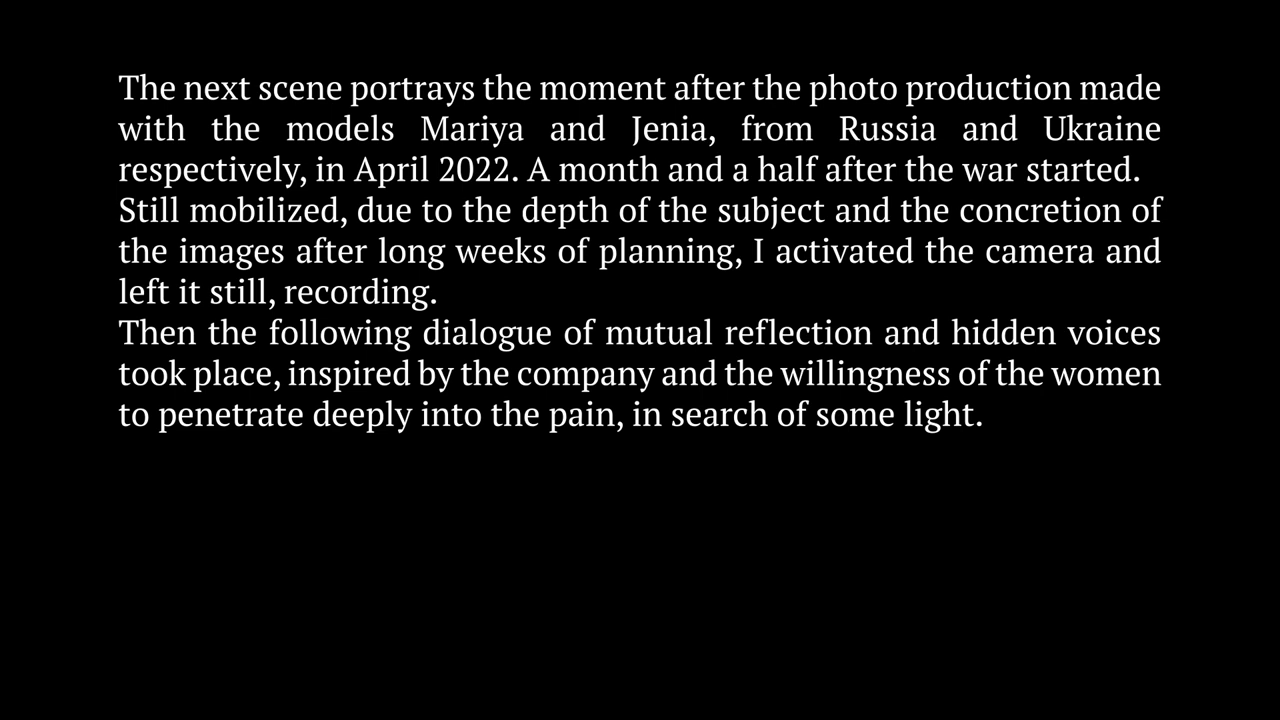 The next scene portrays the moment after the photo production made
with the models Mariya and Jenia, from Russia and Ukraine
respectively, in April 2022. A month and a half after the war started.
Still mobilized, due to the depth of the subject and the concretion of
the images after long weeks of planning, I activated the camera and
left it still, recording.
Then the following dialogue of mutual reflection and hidden voices
took place, inspired by the company and the willingness of the women
to penetrate deeply into the pain, in search of some light.